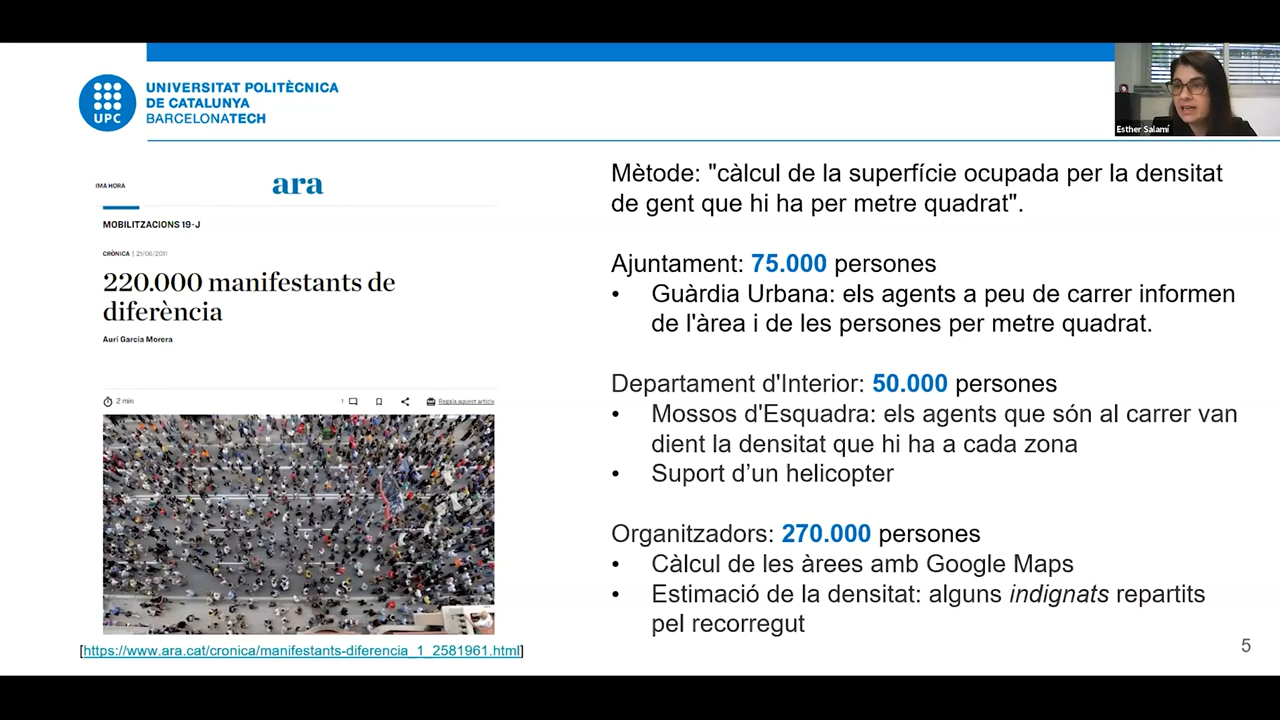 UNIVERSITAT POLITÈCNICA
DE CATALUNYA
BARCELONATECH
UPC
Esther Salamí
IMA HORA
ara
MOBILITZACIONS 19-J
CRÒNICA | 21/06/2011
220.000 manifestants de
diferència
Auri Garcia Morera
2 min
1
Regala aquest article
[https://www.ara.cat/cronica/manifestants-diferencia_1_2581961.html]
Mètode: "càlcul de la superfície ocupada per la densitat
de gent que hi ha per metre quadrat".
Ajuntament: 75.000 persones
• Guàrdia Urbana: els agents a peu de carrer informen
de l'àrea i de les persones per metre quadrat.
Departament d'Interior: 50.000 persones
• Mossos d'Esquadra: els agents que són al carrer van
dient la densitat que hi ha a cada zona
• Suport d’un helicopter
Organitzadors: 270.000 persones
• Càlcul de les àrees amb Google Maps
• Estimació de la densitat: alguns indignats repartits
pel recorregut
5